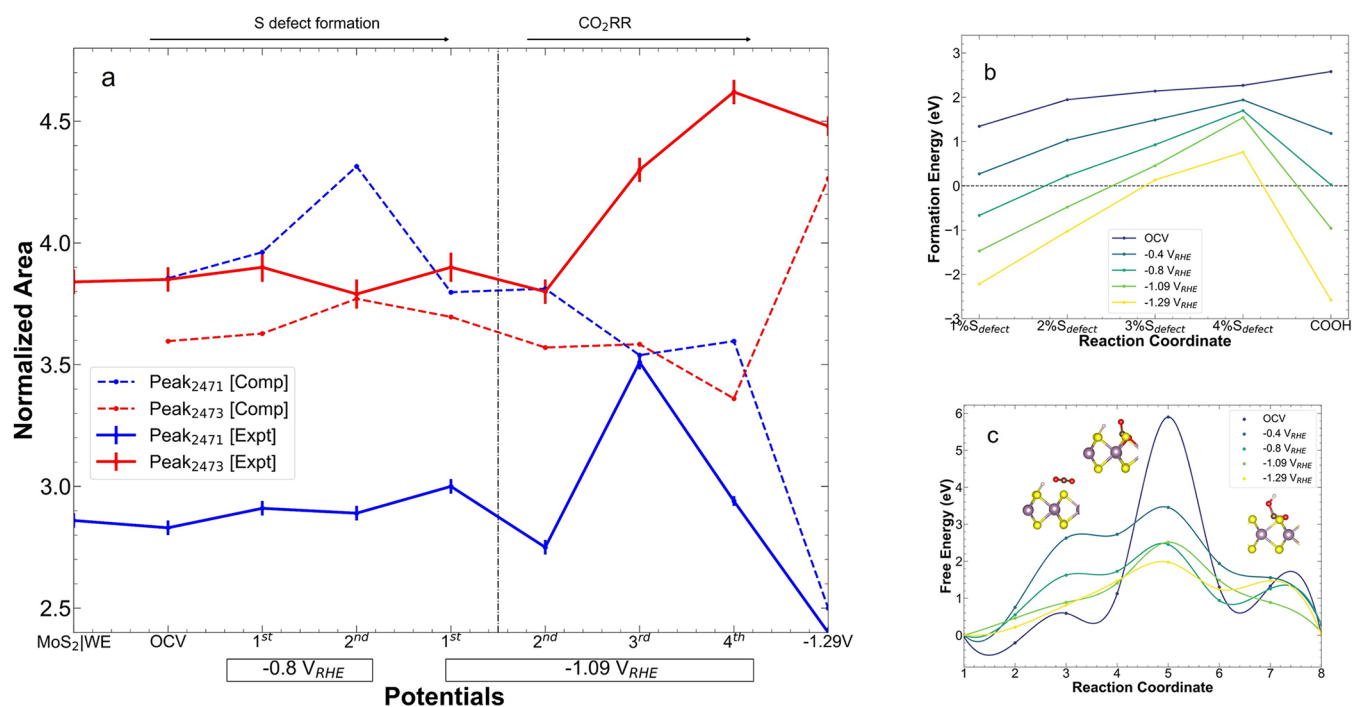 S defect formation
CO2RR
a
Normalized Area
4.5
4.0
3.5
3.0
2.5
Peak2471 [Comp]
Peak2473 [Comp]
Peak2471 [Expt]
Peak2473 [Expt]
MoS2|WE OCV 1st 2nd 1st 2nd 3rd 4th -1.29V
-0.8 VRHE
-1.09 VRHE
Potentials
b
Formation Energy (eV)
3
2
1
0
−1
−2
−3
OCV
-0.4 VRHE
-0.8 VRHE
-1.09 VRHE
-1.29 VRHE
1%Sdefect 2%Sdefect 3%Sdefect 4%Sdefect COOH
Reaction Coordinate
c
Free Energy (eV)
6
5
4
3
2
1
0
OCV
-0.4 VRHE
-0.8 VRHE
-1.09 VRHE
-1.29 VRHE
1 2 3 4 5 6 7 8
Reaction Coordinate